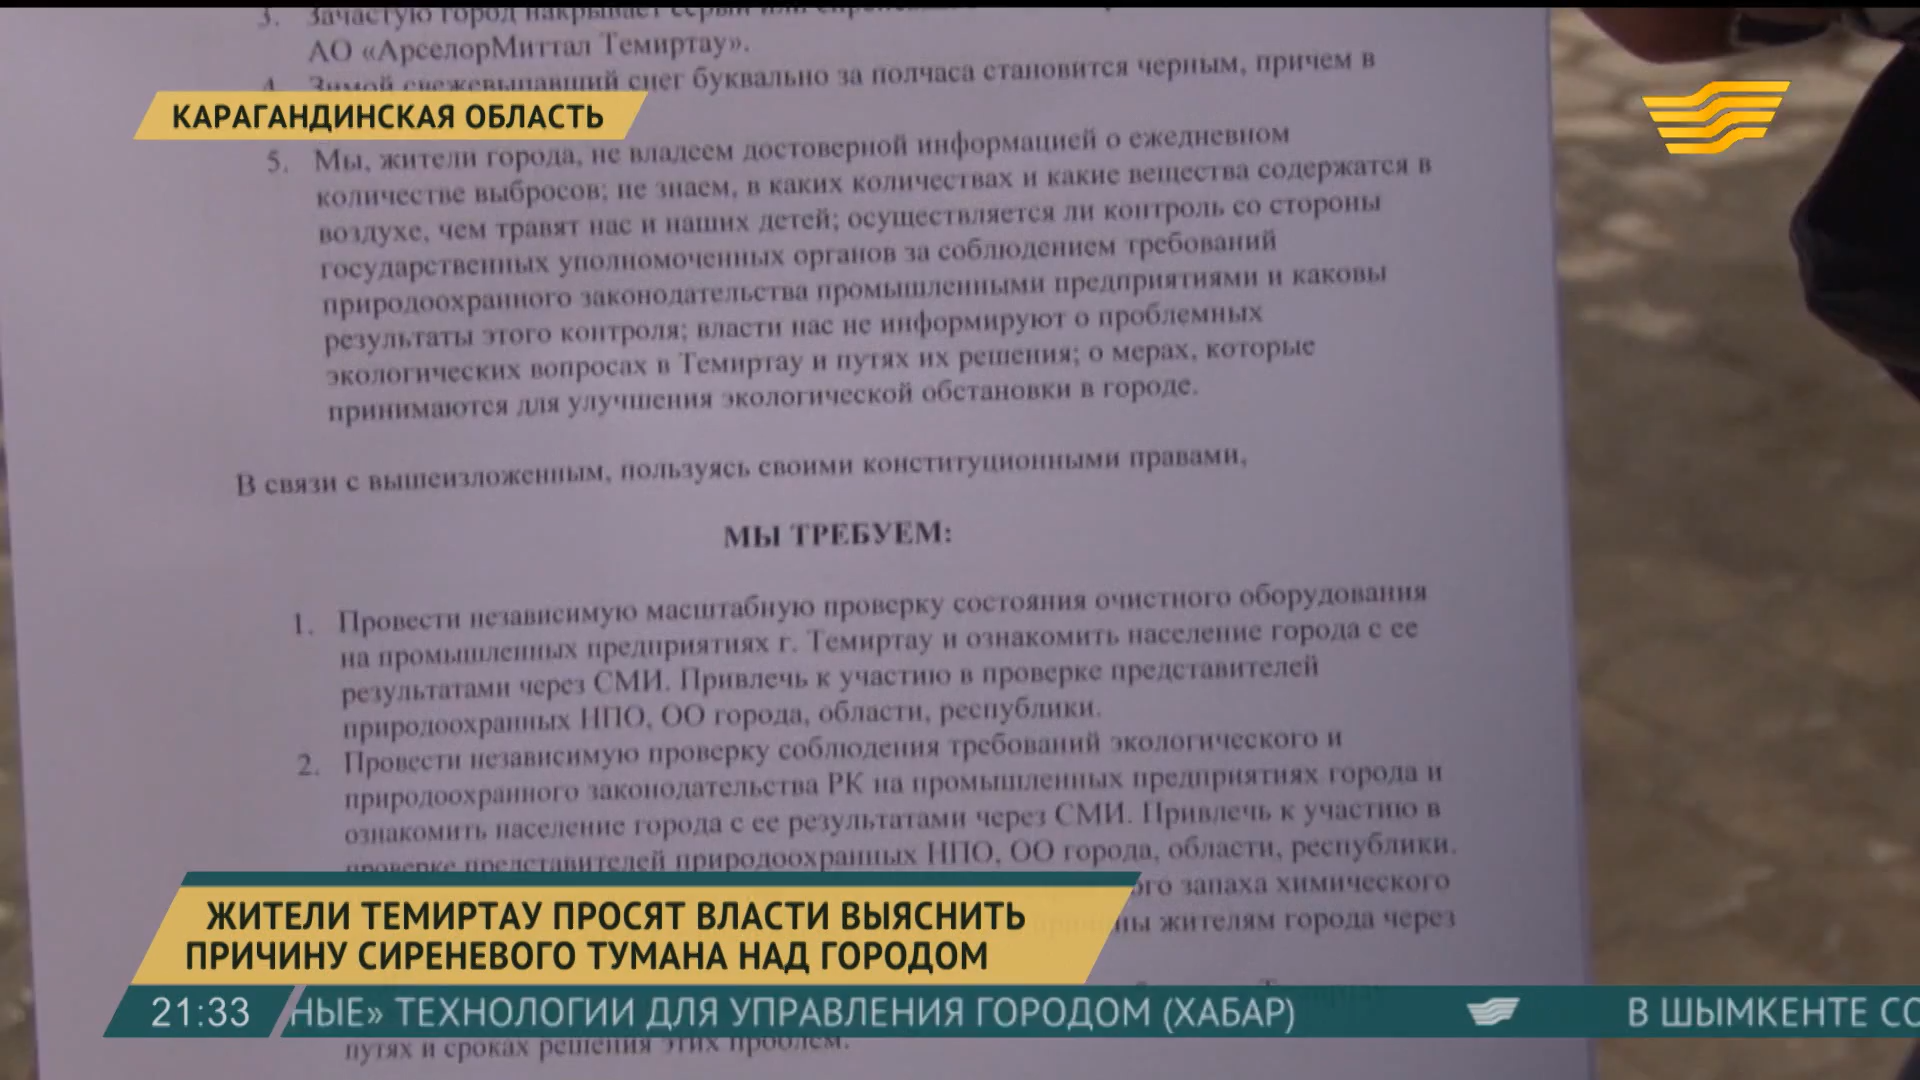 3. Зачастую город накрывает серый или
АО «АрселорМиттал Темиртау».
4. Зимой свежевыпавший снег буквально за полчаса становится черным, причем в
КАРАГАНДИНСКАЯ ОБЛАСТЬ
5. Мы, жители города, не владеем достоверной информацией о ежедневном
количестве выбросов; не знаем, в каких количествах и какие вещества содержатся в
воздухе, чем травят нас и наших детей; осуществляется ли контроль со стороны
государственных уполномоченных органов за соблюдением требований
природоохранного законодательства промышленными предприятиями и каковы
результаты этого контроля; власти нас не информируют о проблемных
экологических вопросах в Темиртау и путях их решения; о мерах, которые
принимаются для улучшения экологической обстановки в городе.
В связи с вышеизложенным, пользуясь своими конституционными правами,
МЫ ТРЕБУЕМ:
1. Провести независимую масштабную проверку состояния очистного оборудования
на промышленных предприятиях г. Темиртау и ознакомить население города с ее
результатами через СМИ. Привлечь к участию в проверке представителей
природоохранных НПО, ОО города, области, республики.
2. Провести независимую проверку соблюдения требований экологического и
природоохранного законодательства РК на промышленных предприятиях города и
ознакомить население города с ее результатами через СМИ. Привлечь к участию в
проверке представителей природоохранных НПО, ОО города, области, республики.
ого запаха химического
ны жителям города через
ЖИТЕЛИ ТЕМИРТАУ ПРОСЯТ ВЛАСТИ ВЫЯСНИТЬ
ПРИЧИНУ СИРЕНЕВОГО ТУМАНА НАД ГОРОДОМ
21:33 НЫЕ» ТЕХНОЛОГИИ ДЛЯ УПРАВЛЕНИЯ ГОРОДОМ (ХАБАР) В ШЫМКЕНТЕ СО
путях и сроках решения этих проблем.